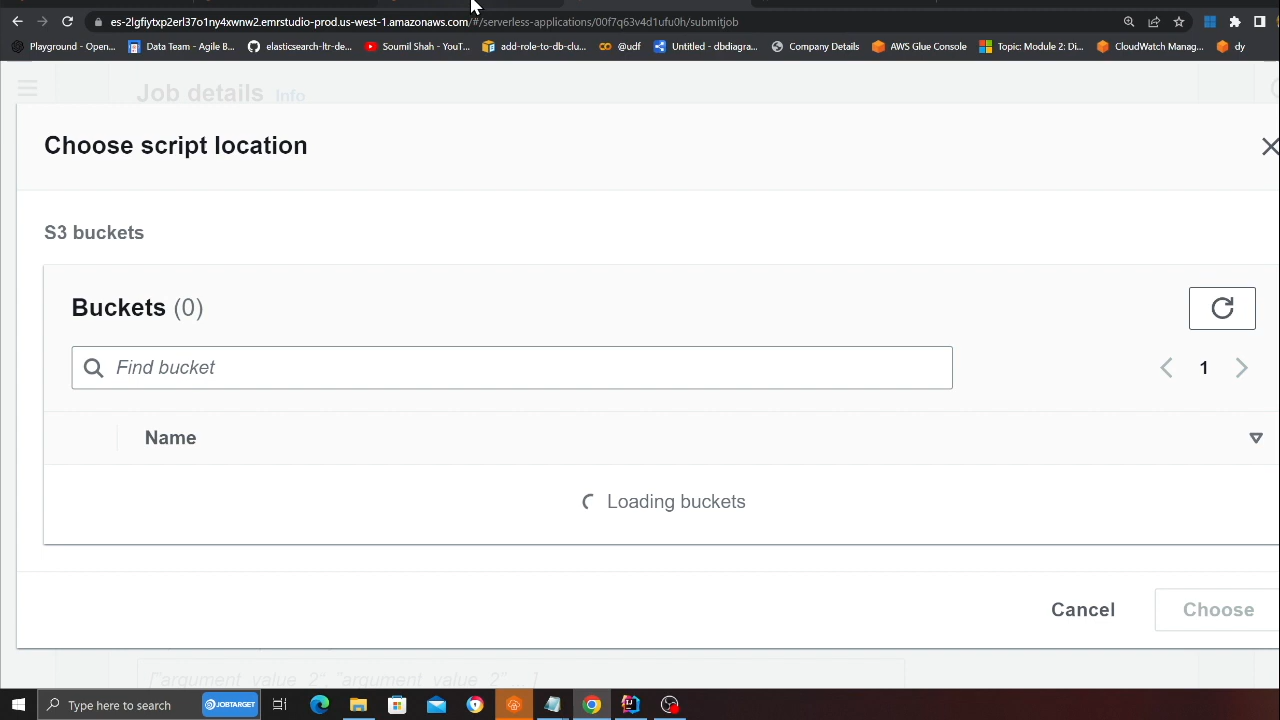 es-2lgfiytxp2erl37o1ny4xwnw2.emrstudio-prod.us-west-1.amazonaws.com/#/serverless-applications/00f7q63v4d1ufu0h/submitjob
Playground - Open...
Data Team - Agile B...
elasticsearch-ltr-de...
Soumil Shah - YouT...
add-role-to-db-clu...
@udf
Untitled - dbdiagra...
Company Details
AWS Glue Console
Topic: Module 2: Di...
CloudWatch Manag...
dy
Job details Info
Choose script location
S3 buckets
Buckets (0)
Find bucket
1
Name
Loading buckets
Cancel
Choose
["argument_value_2", "argument_value_2"... ]
Type here to search
JOBTARGET